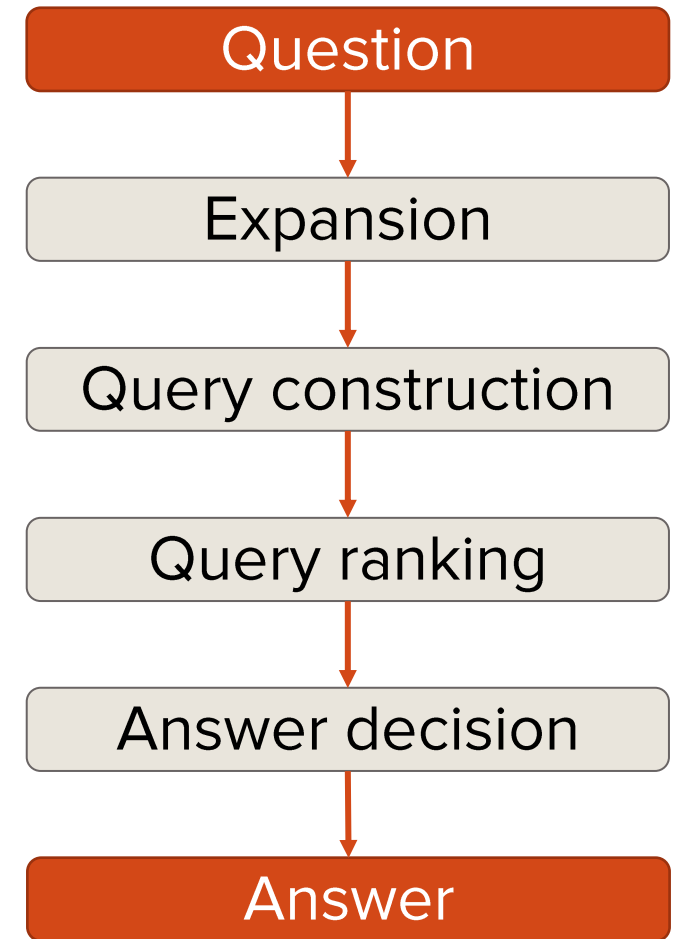 Question
Expansion
Query construction
Query ranking
Answer decision
Answer